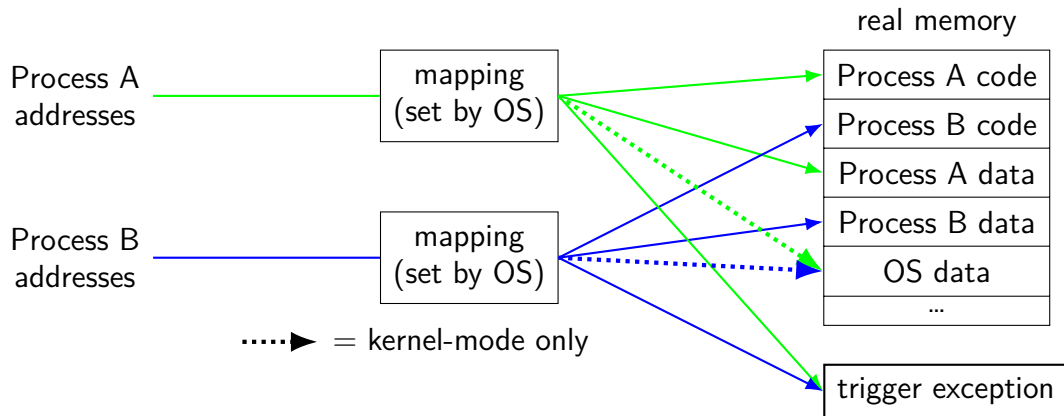 real memory
Process A
addresses
mapping
(set by OS)
Process A code
Process B code
Process A data
Process B
addresses
mapping
(set by OS)
Process B data
OS data
...
= kernel-mode only
trigger exception